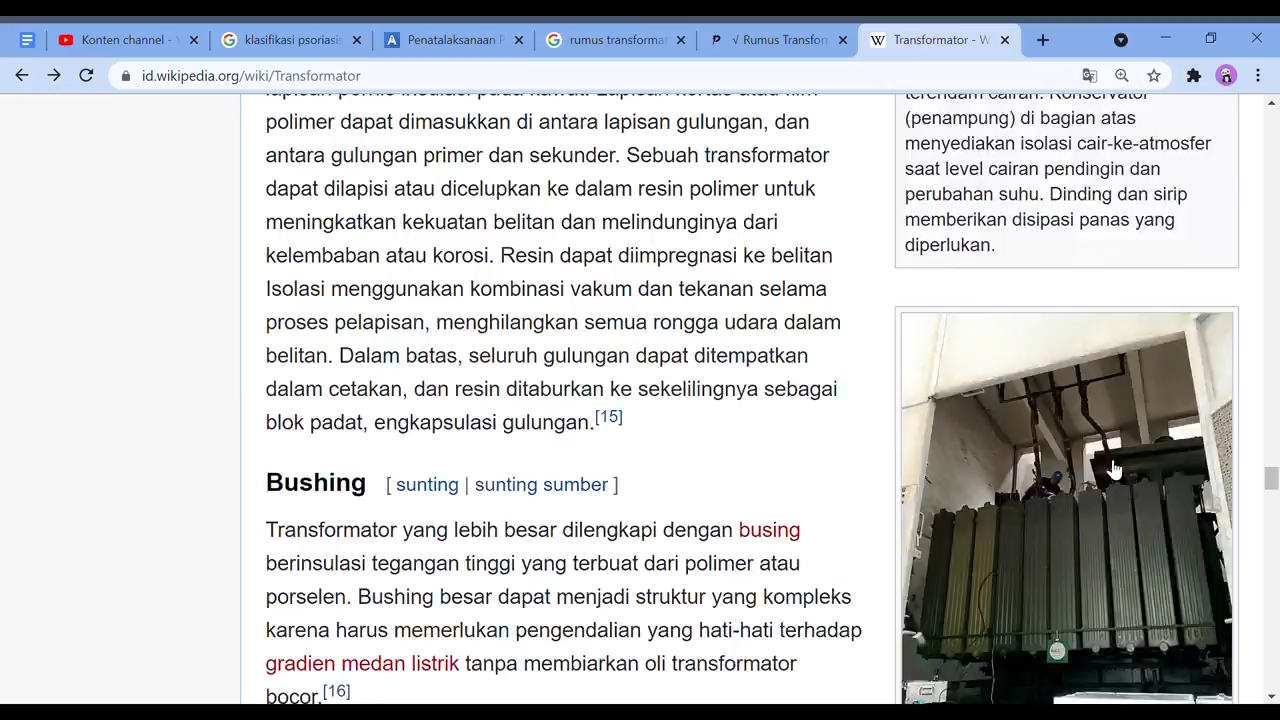 Konten channel - Y
klasifikasi psoriasis
Penatalaksanaan P
rumus transformat
√ Rumus Transfor
Transformator - W
id.wikipedia.org/wiki/Transformator
polimer dapat dimasukkan di antara lapisan gulungan, dan
antara gulungan primer dan sekunder. Sebuah transformator
dapat dilapisi atau dicelupkan ke dalam resin polimer untuk
meningkatkan kekuatan belitan dan melindunginya dari
kelembaban atau korosi. Resin dapat diimpregnasi ke belitan
Isolasi menggunakan kombinasi vakum dan tekanan selama
proses pelapisan, menghilangkan semua rongga udara dalam
belitan. Dalam batas, seluruh gulungan dapat ditempatkan
dalam cetakan, dan resin ditaburkan ke sekelilingnya sebagai
blok padat, engkapsulasi gulungan.[15]
Bushing [ sunting | sunting sumber ]
Transformator yang lebih besar dilengkapi dengan busing
berinsulasi tegangan tinggi yang terbuat dari polimer atau
porselen. Bushing besar dapat menjadi struktur yang kompleks
karena harus memerlukan pengendalian yang hati-hati terhadap
gradien medan listrik tanpa membiarkan oli transformator
bocor.[16]
terendam cairan. Konservator
(penampung) di bagian atas
menyediakan isolasi cair-ke-atmosfer
saat level cairan pendingin dan
perubahan suhu. Dinding dan sirip
memberikan disipasi panas yang
diperlukan.